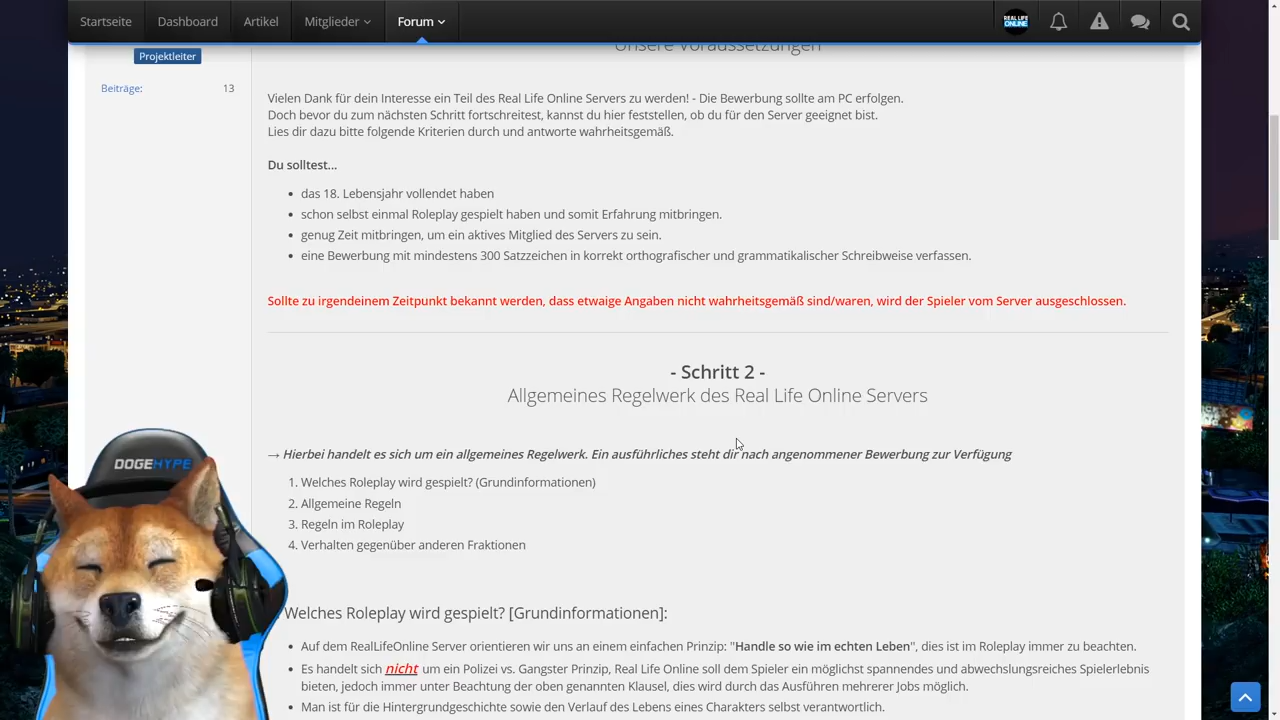 Startseite
Dashboard
Artikel
Mitglieder
Forum
REAL LIFE
ONLINE
Unsere Voraussetzungen
Projektleiter
Beiträge: 13
Vielen Dank für dein Interesse ein Teil des Real Life Online Servers zu werden! - Die Bewerbung sollte am PC erfolgen.
Doch bevor du zum nächsten Schritt fortschreitest, kannst du hier feststellen, ob du für den Server geeignet bist.
Lies dir dazu bitte folgende Kriterien durch und antworte wahrheitsgemäß.
Du solltest...
• das 18. Lebensjahr vollendet haben
• schon selbst einmal Roleplay gespielt haben und somit Erfahrung mitbringen.
• genug Zeit mitbringen, um ein aktives Mitglied des Servers zu sein.
• eine Bewerbung mit mindestens 300 Satzzeichen in korrekt orthografischer und grammatikalischer Schreibweise verfassen.
Sollte zu irgendeinem Zeitpunkt bekannt werden, dass etwaige Angaben nicht wahrheitsgemäß sind/waren, wird der Spieler vom Server ausgeschlossen.
- Schritt 2 -
Allgemeines Regelwerk des Real Life Online Servers
→ Hierbei handelt es sich um ein allgemeines Regelwerk. Ein ausführliches steht dir nach angenommener Bewerbung zur Verfügung
1. Welches Roleplay wird gespielt? (Grundinformationen)
2. Allgemeine Regeln
3. Regeln im Roleplay
4. Verhalten gegenüber anderen Fraktionen
DOGEHYPE
Welches Roleplay wird gespielt? [Grundinformationen]:
• Auf dem RealLifeOnline Server orientieren wir uns an einem einfachen Prinzip: "Handle so wie im echten Leben", dies ist im Roleplay immer zu beachten.
• Es handelt sich nicht um ein Polizei vs. Gangster Prinzip, Real Life Online soll dem Spieler ein möglichst spannendes und abwechslungsreiches Spielerlebnis
bieten, jedoch immer unter Beachtung der oben genannten Klausel, dies wird durch das Ausführen mehrerer Jobs möglich.
• Man ist für die Hintergrundgeschichte sowie den Verlauf des Lebens eines Charakters selbst verantwortlich.